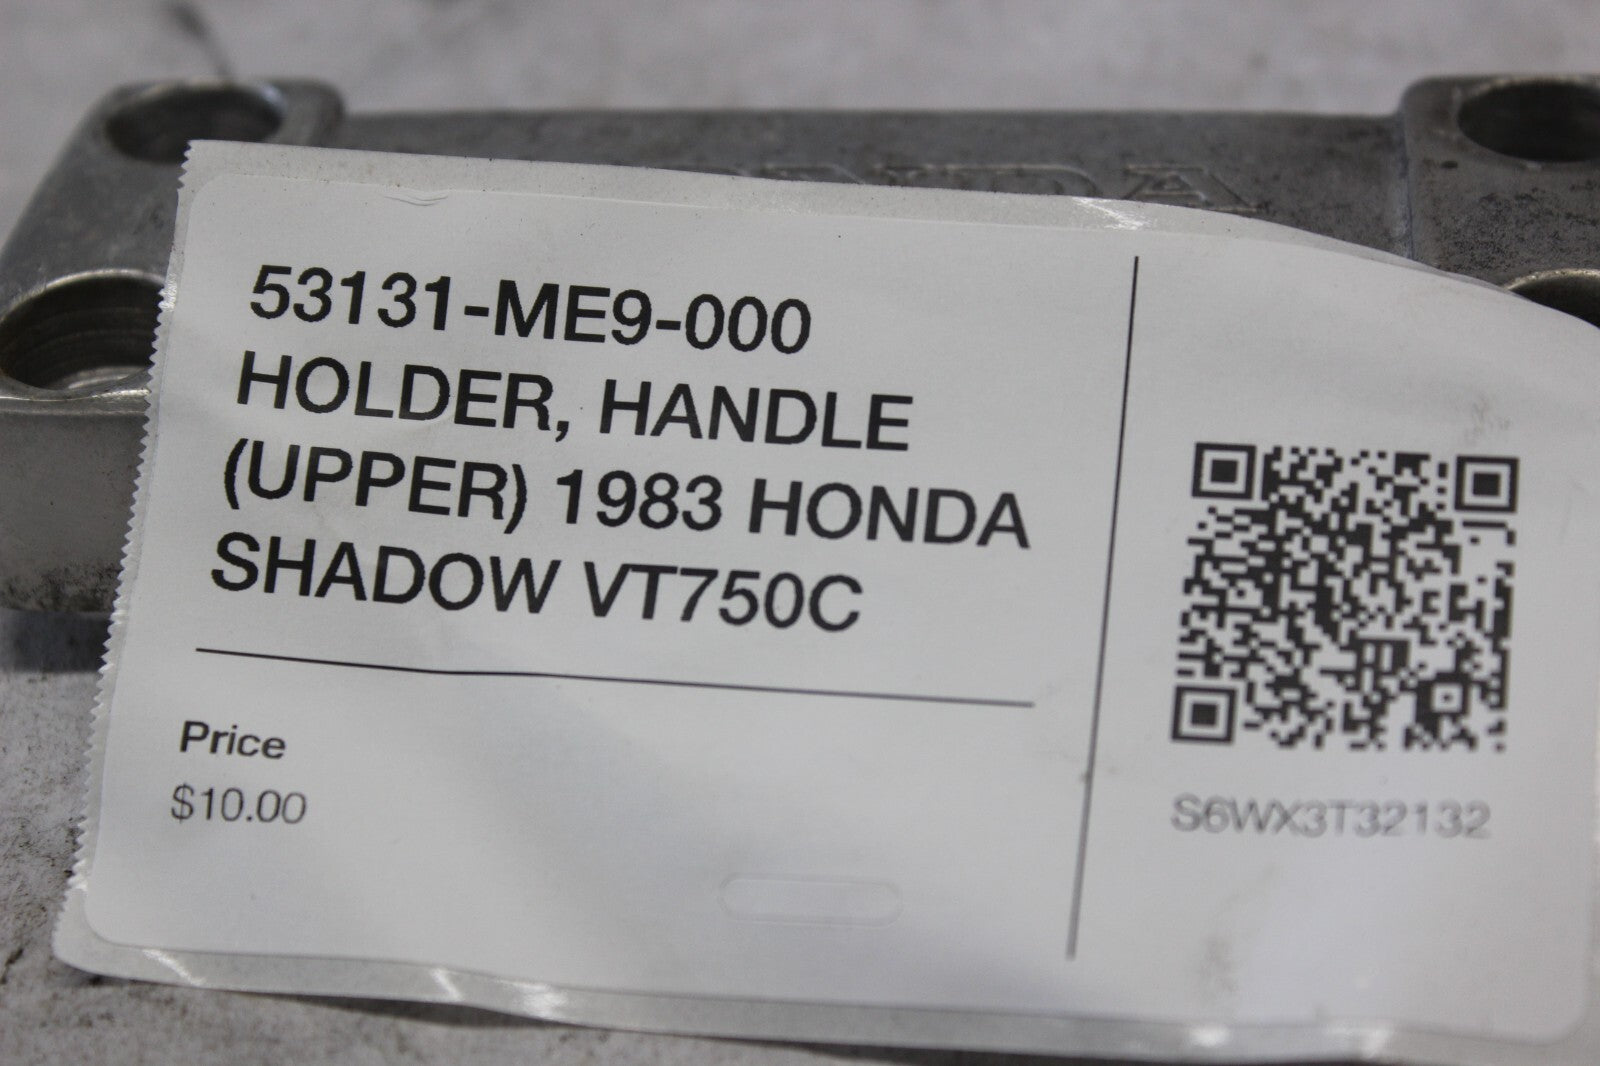 53131-ME9-000
HOLDER, HANDLE
(UPPER) 1983 HONDA
SHADOW VT750C
Price
$10.00
S6WX3T32132